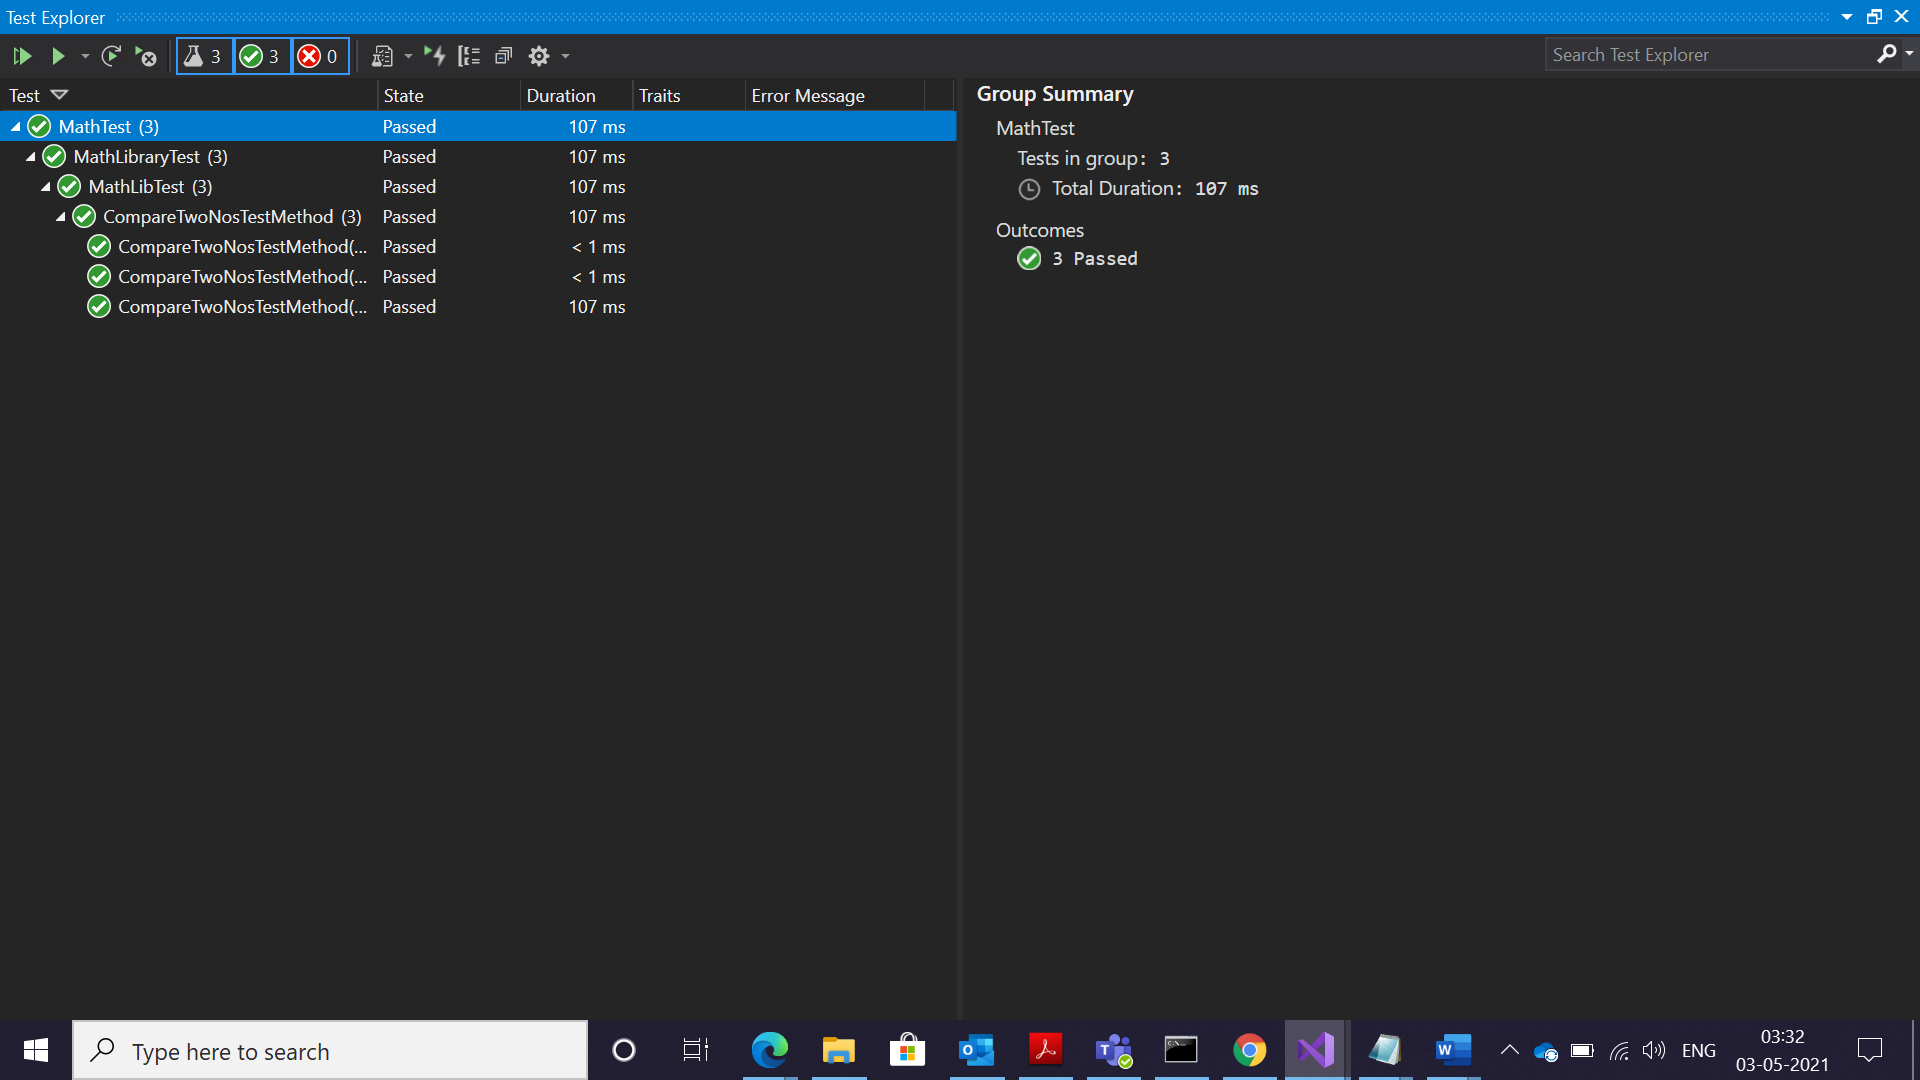 Test Explorer
3 3 0
Search Test Explorer
Test State Duration Traits Error Message
MathTest (3) Passed 107 ms
MathLibraryTest (3) Passed 107 ms
MathLibTest (3) Passed 107 ms
CompareTwoNosTestMethod (3) Passed 107 ms
CompareTwoNosTestMethod(... Passed < 1 ms
CompareTwoNosTestMethod(... Passed < 1 ms
CompareTwoNosTestMethod(... Passed 107 ms
Group Summary
MathTest
Tests in group: 3
Total Duration: 107 ms
Outcomes
3 Passed
Type here to search
ENG
03:32
03-05-2021